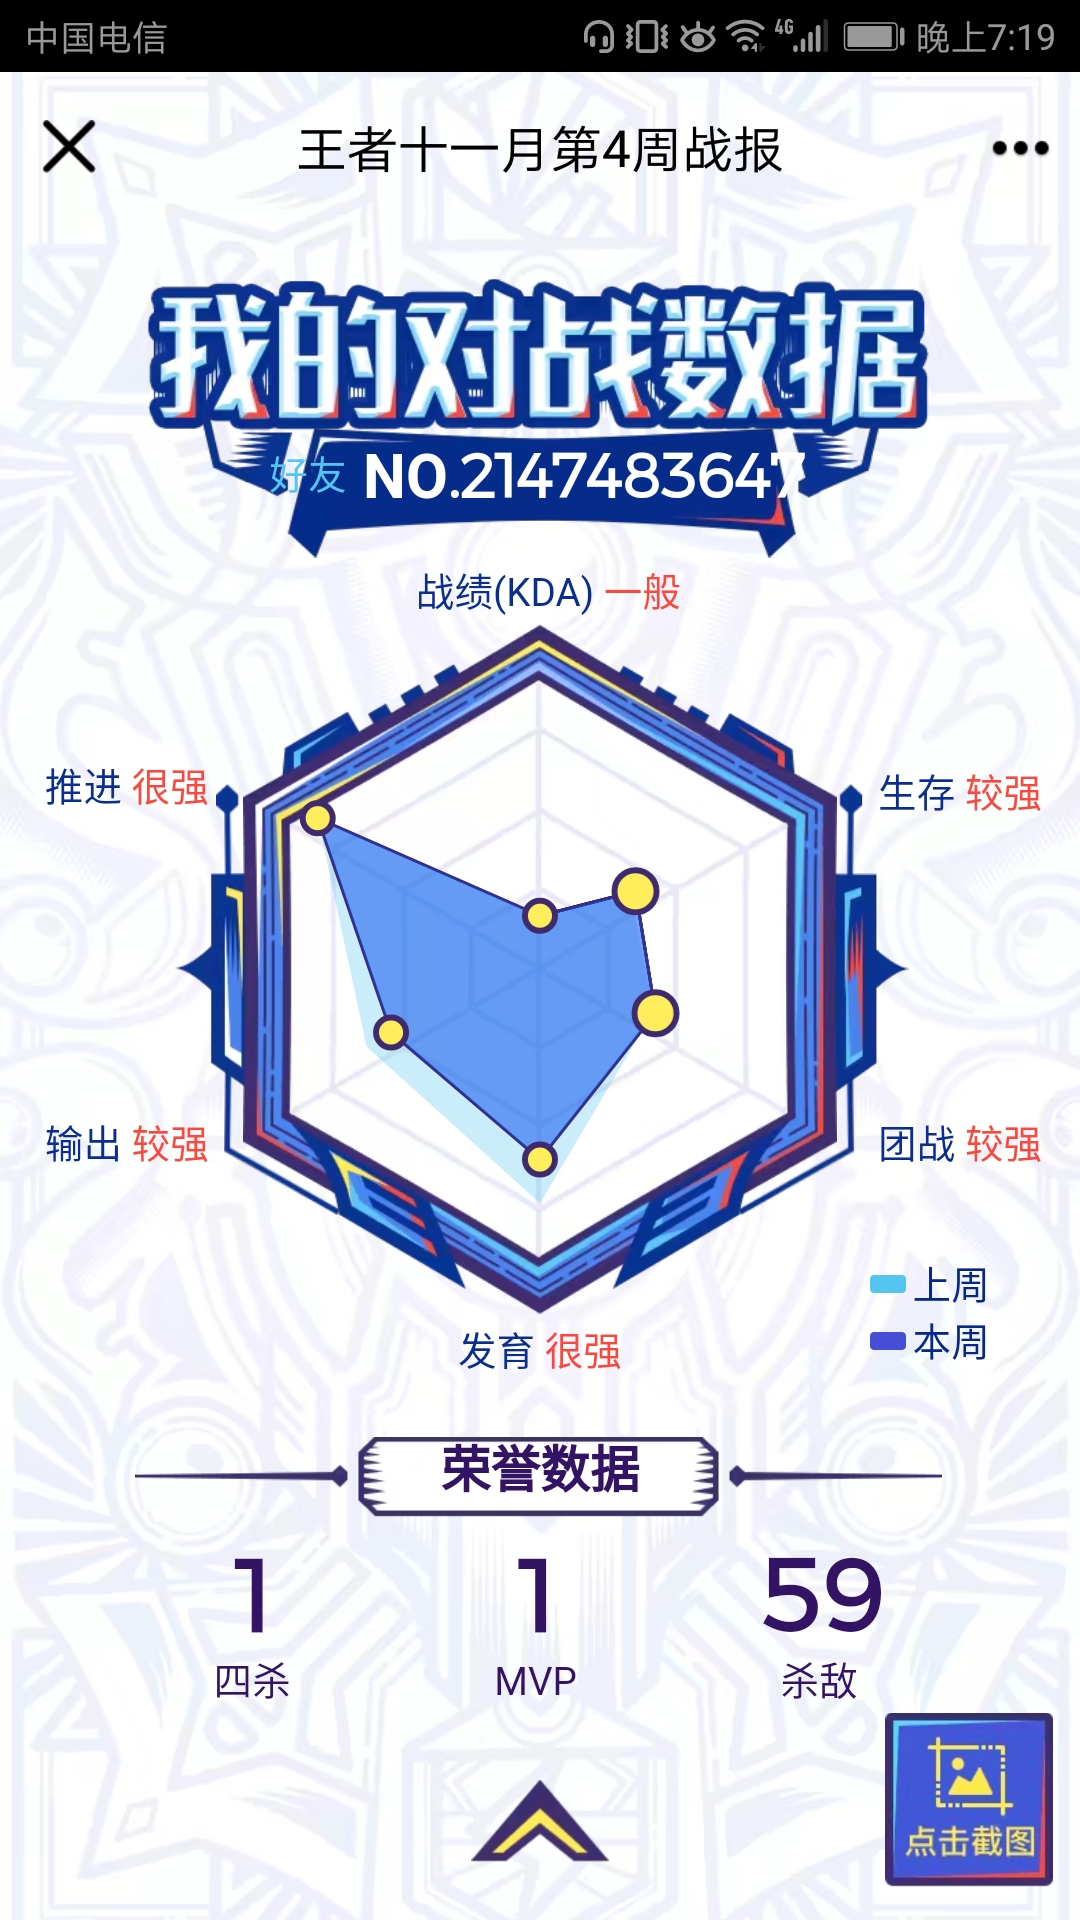 中国电信 4G 晚上7:19
王者十一月第4周战报
我的对战数据
好友 NO.2147483647
战绩(KDA) 一般
推进 很强
生存 较强
输出 较强
团战 较强
上周
本周
发育 很强
荣誉数据
1 1 59
四杀 MVP 杀敌
点击截图